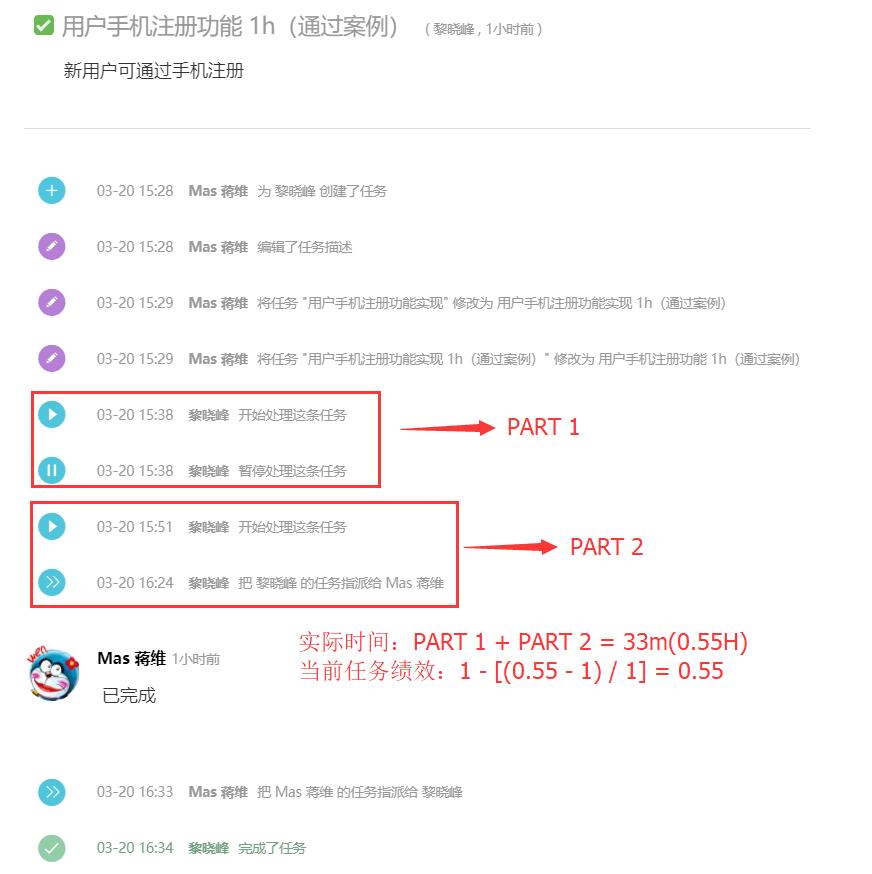 用户手机注册功能 1h（通过案例） （ 黎晓峰 , 1小时前 ）
新用户可通过手机注册
03-20 15:28 Mas 蒋维 为 黎晓峰 创建了任务
03-20 15:28 Mas 蒋维 编辑了任务描述
03-20 15:29 Mas 蒋维 将任务 "用户手机注册功能实现" 修改为 用户手机注册功能实现 1h（通过案例）
03-20 15:29 Mas 蒋维 将任务 "用户手机注册功能实现 1h（通过案例）" 修改为 用户手机注册功能 1h（通过案例）
03-20 15:38 黎晓峰 开始处理这条任务
PART 1
03-20 15:38 黎晓峰 暂停处理这条任务
03-20 15:51 黎晓峰 开始处理这条任务
PART 2
03-20 16:24 黎晓峰 把 黎晓峰 的任务指派给 Mas 蒋维
实际时间：PART 1 + PART 2 = 33m(0.55H)
当前任务绩效：1 - [(0.55 - 1) / 1] = 0.55
wen
Mas 蒋维 1小时前
已完成
03-20 16:33 Mas 蒋维 把 Mas 蒋维 的任务指派给 黎晓峰
03-20 16:34 黎晓峰 完成了任务